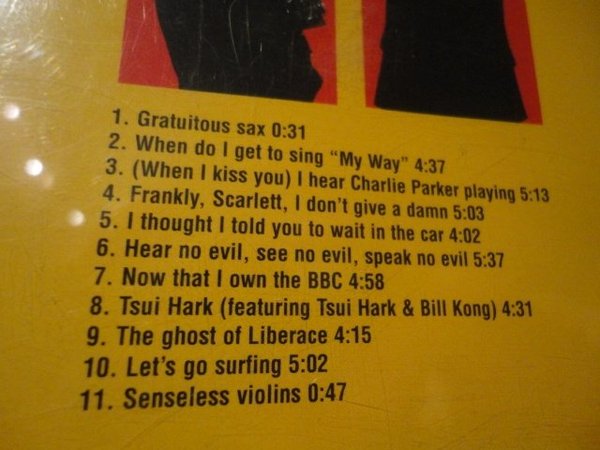 1. Gratuitous sax 0:31
2. When do I get to sing "My Way" 4:37
3. (When I kiss you) I hear Charlie Parker playing 5:13
4. Frankly, Scarlett, I don't give a damn 5:03
5. I thought I told you to wait in the car 4:02
6. Hear no evil, see no evil, speak no evil 5:37
7. Now that I own the BBC 4:58
8. Tsui Hark (featuring Tsui Hark & Bill Kong) 4:31
9. The ghost of Liberace 4:15
10. Let's go surfing 5:02
11. Senseless violins 0:47